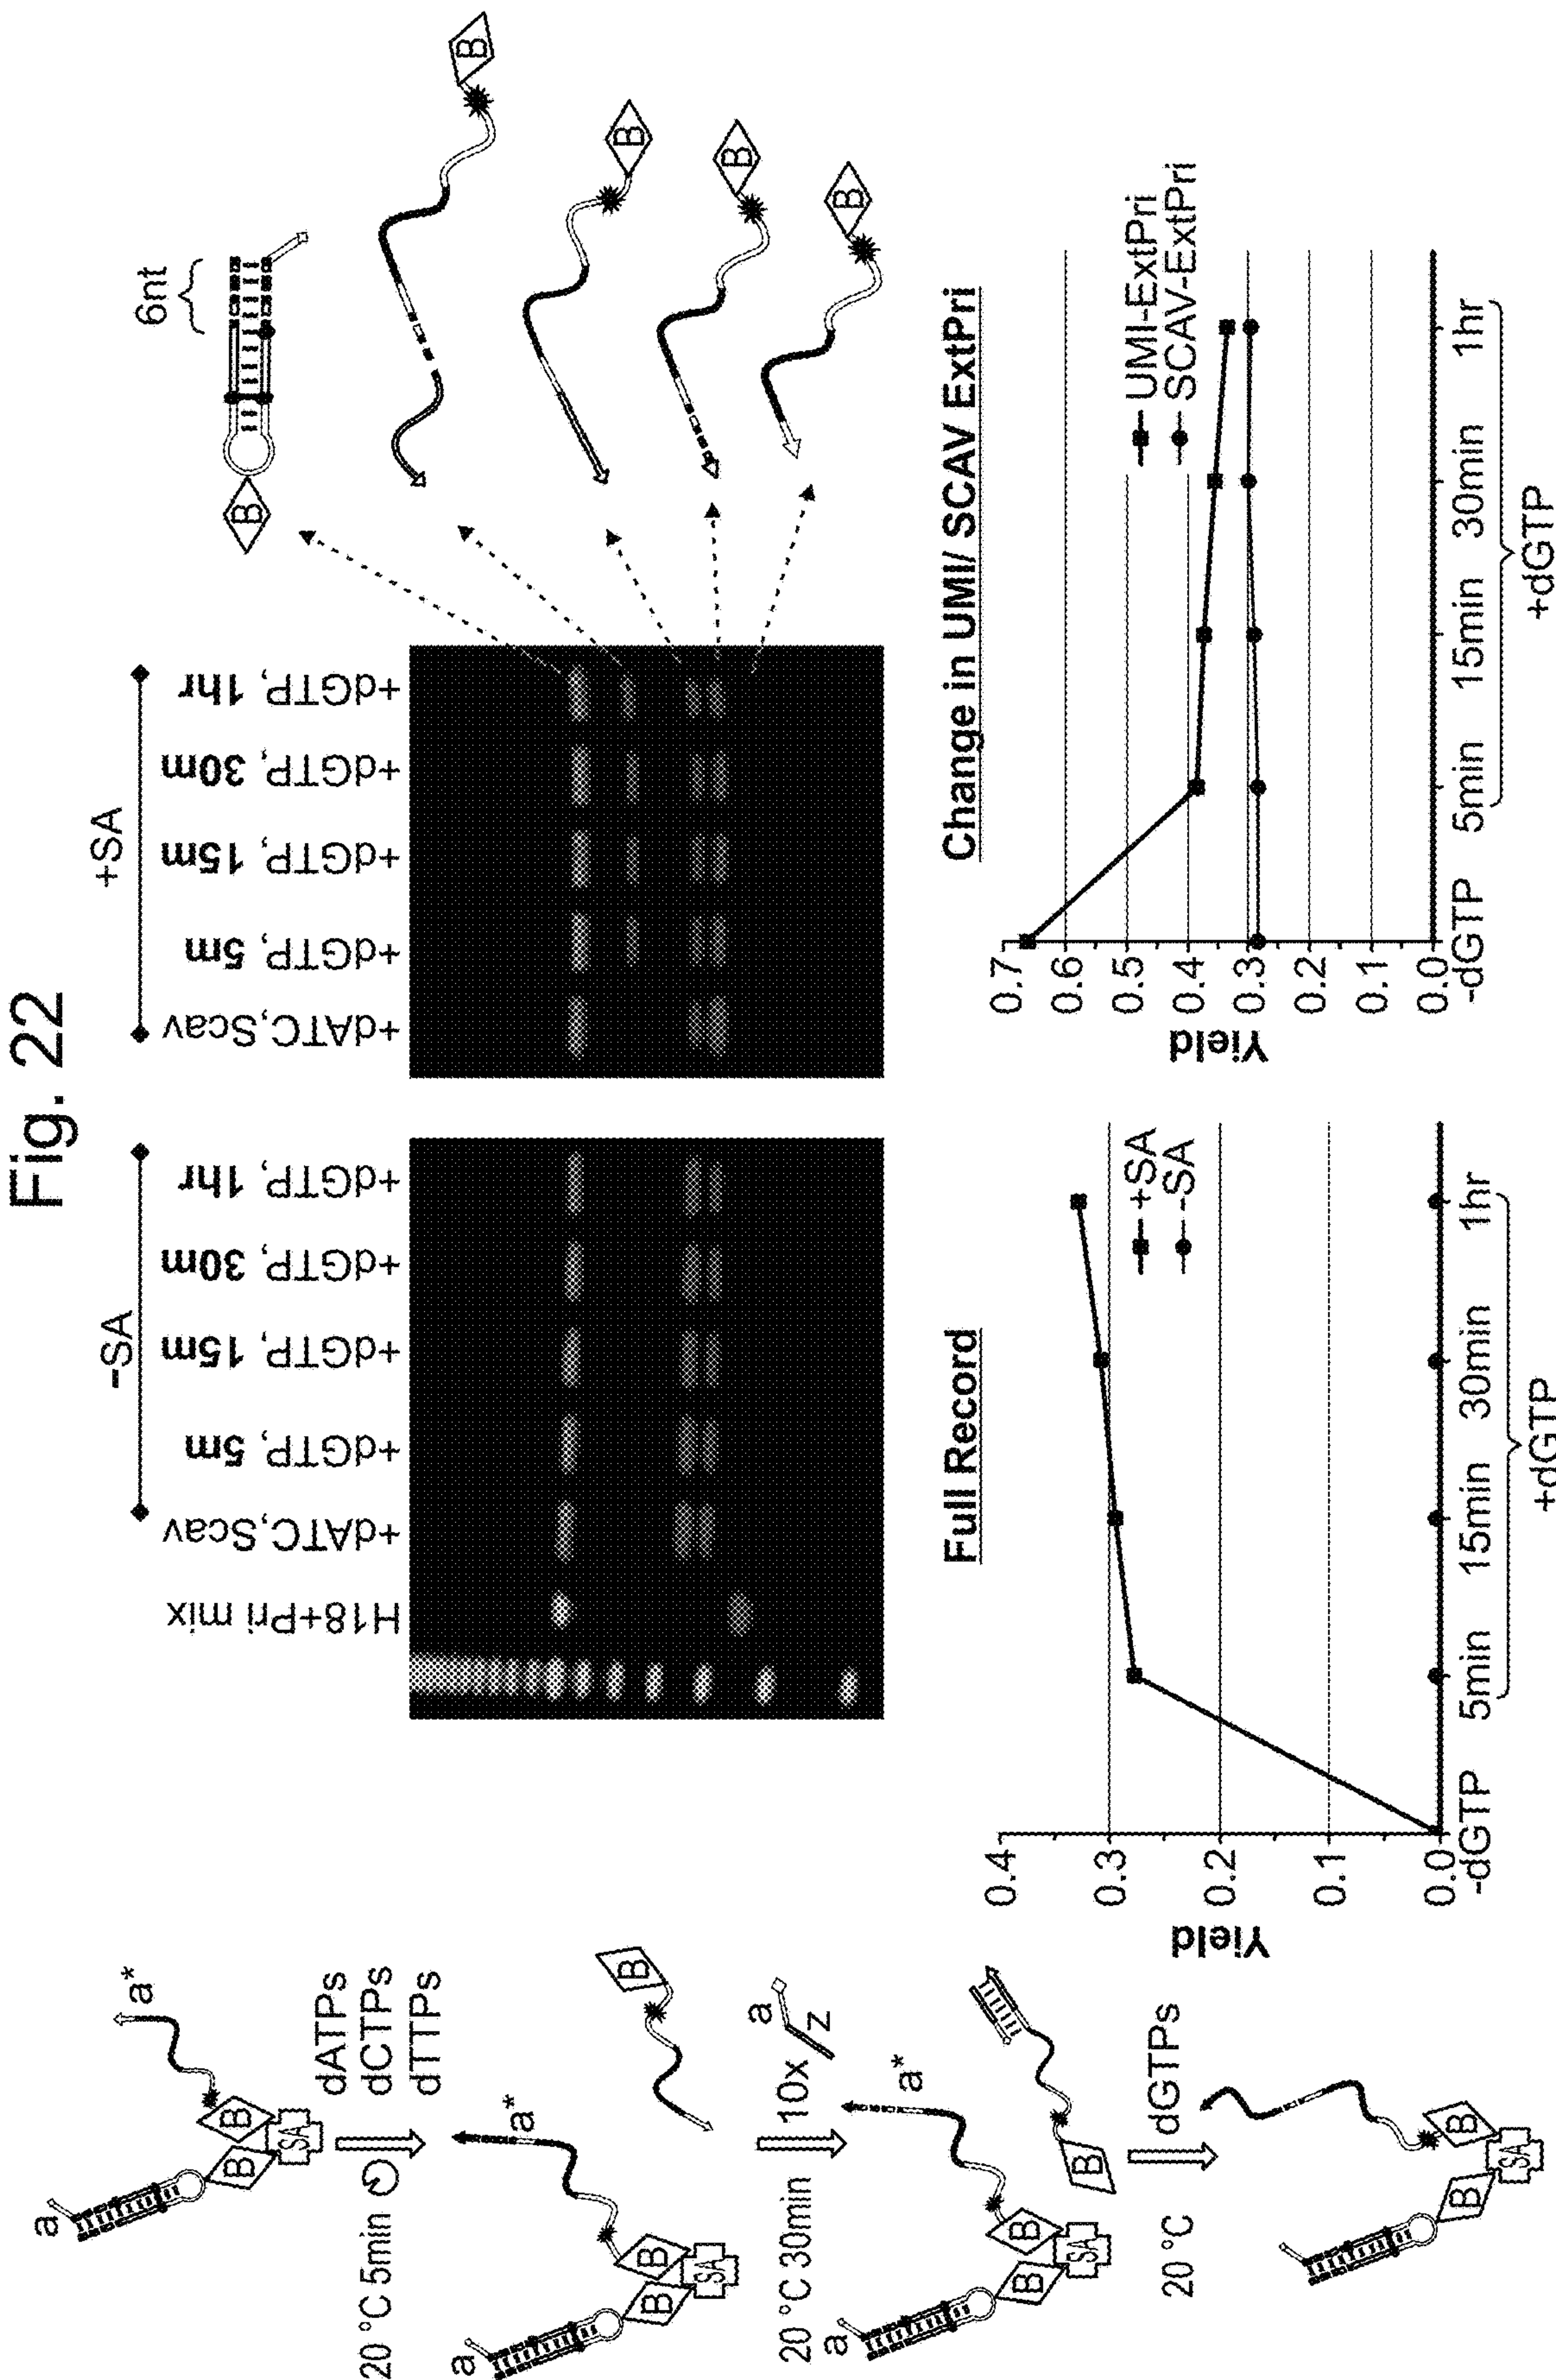 Fig. 22
a
a*
B
B
SA
dATPs
dCTPs
dTTPs
20 °C 5min
a
a*
B
B
SA
B
10x
a
z
20 °C 30min
a
a*
B
B
SA
B
dGTPs
20 °C
B
B
SA
-SA
H18+Pri mix
+dATC,Scav
+dGTP, 5m
+dGTP, 15m
+dGTP, 30m
+dGTP, 1hr
+SA
+dATC,Scav
+dGTP, 5m
+dGTP, 15m
+dGTP, 30m
+dGTP, 1hr
6nt
B
B
B
B
B
Full Record
Yield
0.4
0.3
0.2
0.1
0.0
+SA
-SA
-dGTP
5min
15min
30min
1hr
+dGTP
Change in UMI/ SCAV ExtPri
Yield
0.7
0.6
0.5
0.4
0.3
0.2
0.1
0.0
UMI-ExtPri
SCAV-ExtPri
-dGTP
5min
15min
30min
1hr
+dGTP